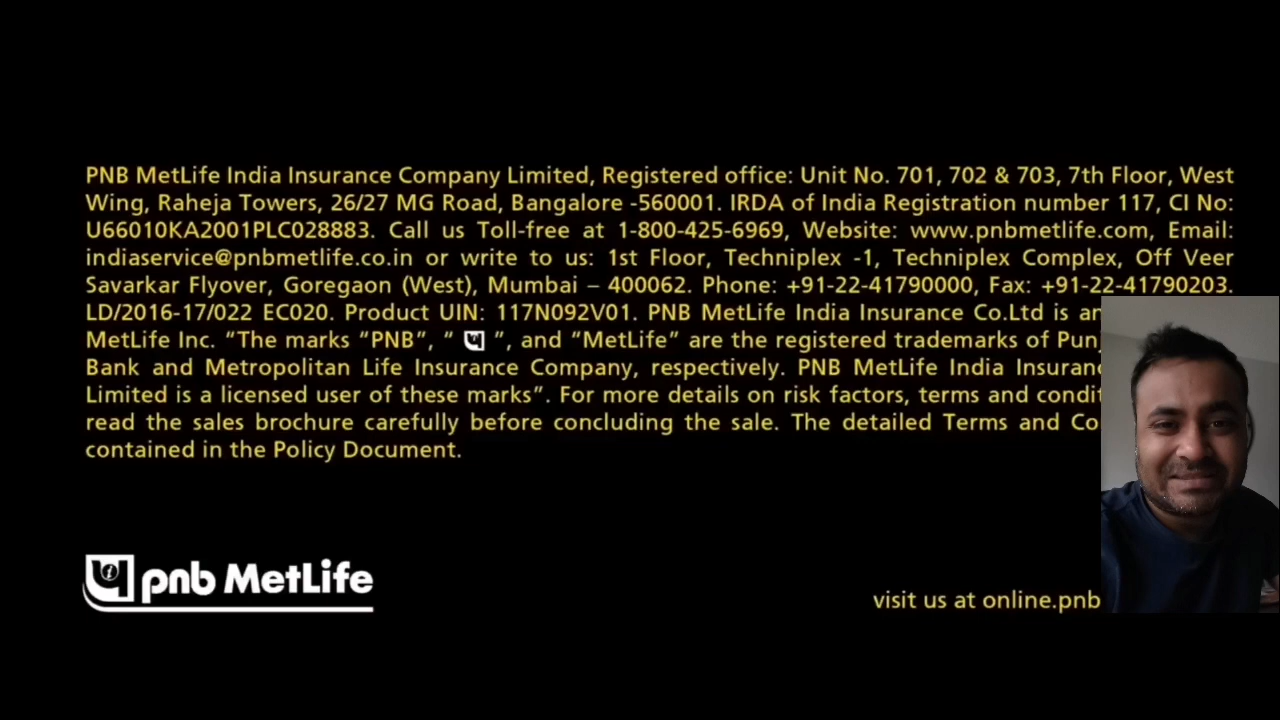 PNB MetLife India Insurance Company Limited, Registered office: Unit No. 701, 702 & 703, 7th Floor, West
Wing, Raheja Towers, 26/27 MG Road, Bangalore -560001. IRDA of India Registration number 117, CI No:
U66010KA2001PLC028883. Call us Toll-free at 1-800-425-6969, Website: www.pnbmetlife.com, Email:
indiaservice@pnbmetlife.co.in or write to us: 1st Floor, Techniplex -1, Techniplex Complex, Off Veer
Savarkar Flyover, Goregaon (West), Mumbai – 400062. Phone: +91-22-41790000, Fax: +91-22-41790203.
LD/2016-17/022 EC020. Product UIN: 117N092V01. PNB MetLife India Insurance Co.Ltd is
MetLife Inc. “The marks “PNB”, “ ”, and “MetLife” are the registered trademarks of
Bank and Metropolitan Life Insurance Company, respectively. PNB MetLife India
Limited is a licensed user of these marks”. For more details on risk factors, terms and
read the sales brochure carefully before concluding the sale. The detailed Terms and
contained in the Policy Document.
pnb MetLife
visit us at online.pnb